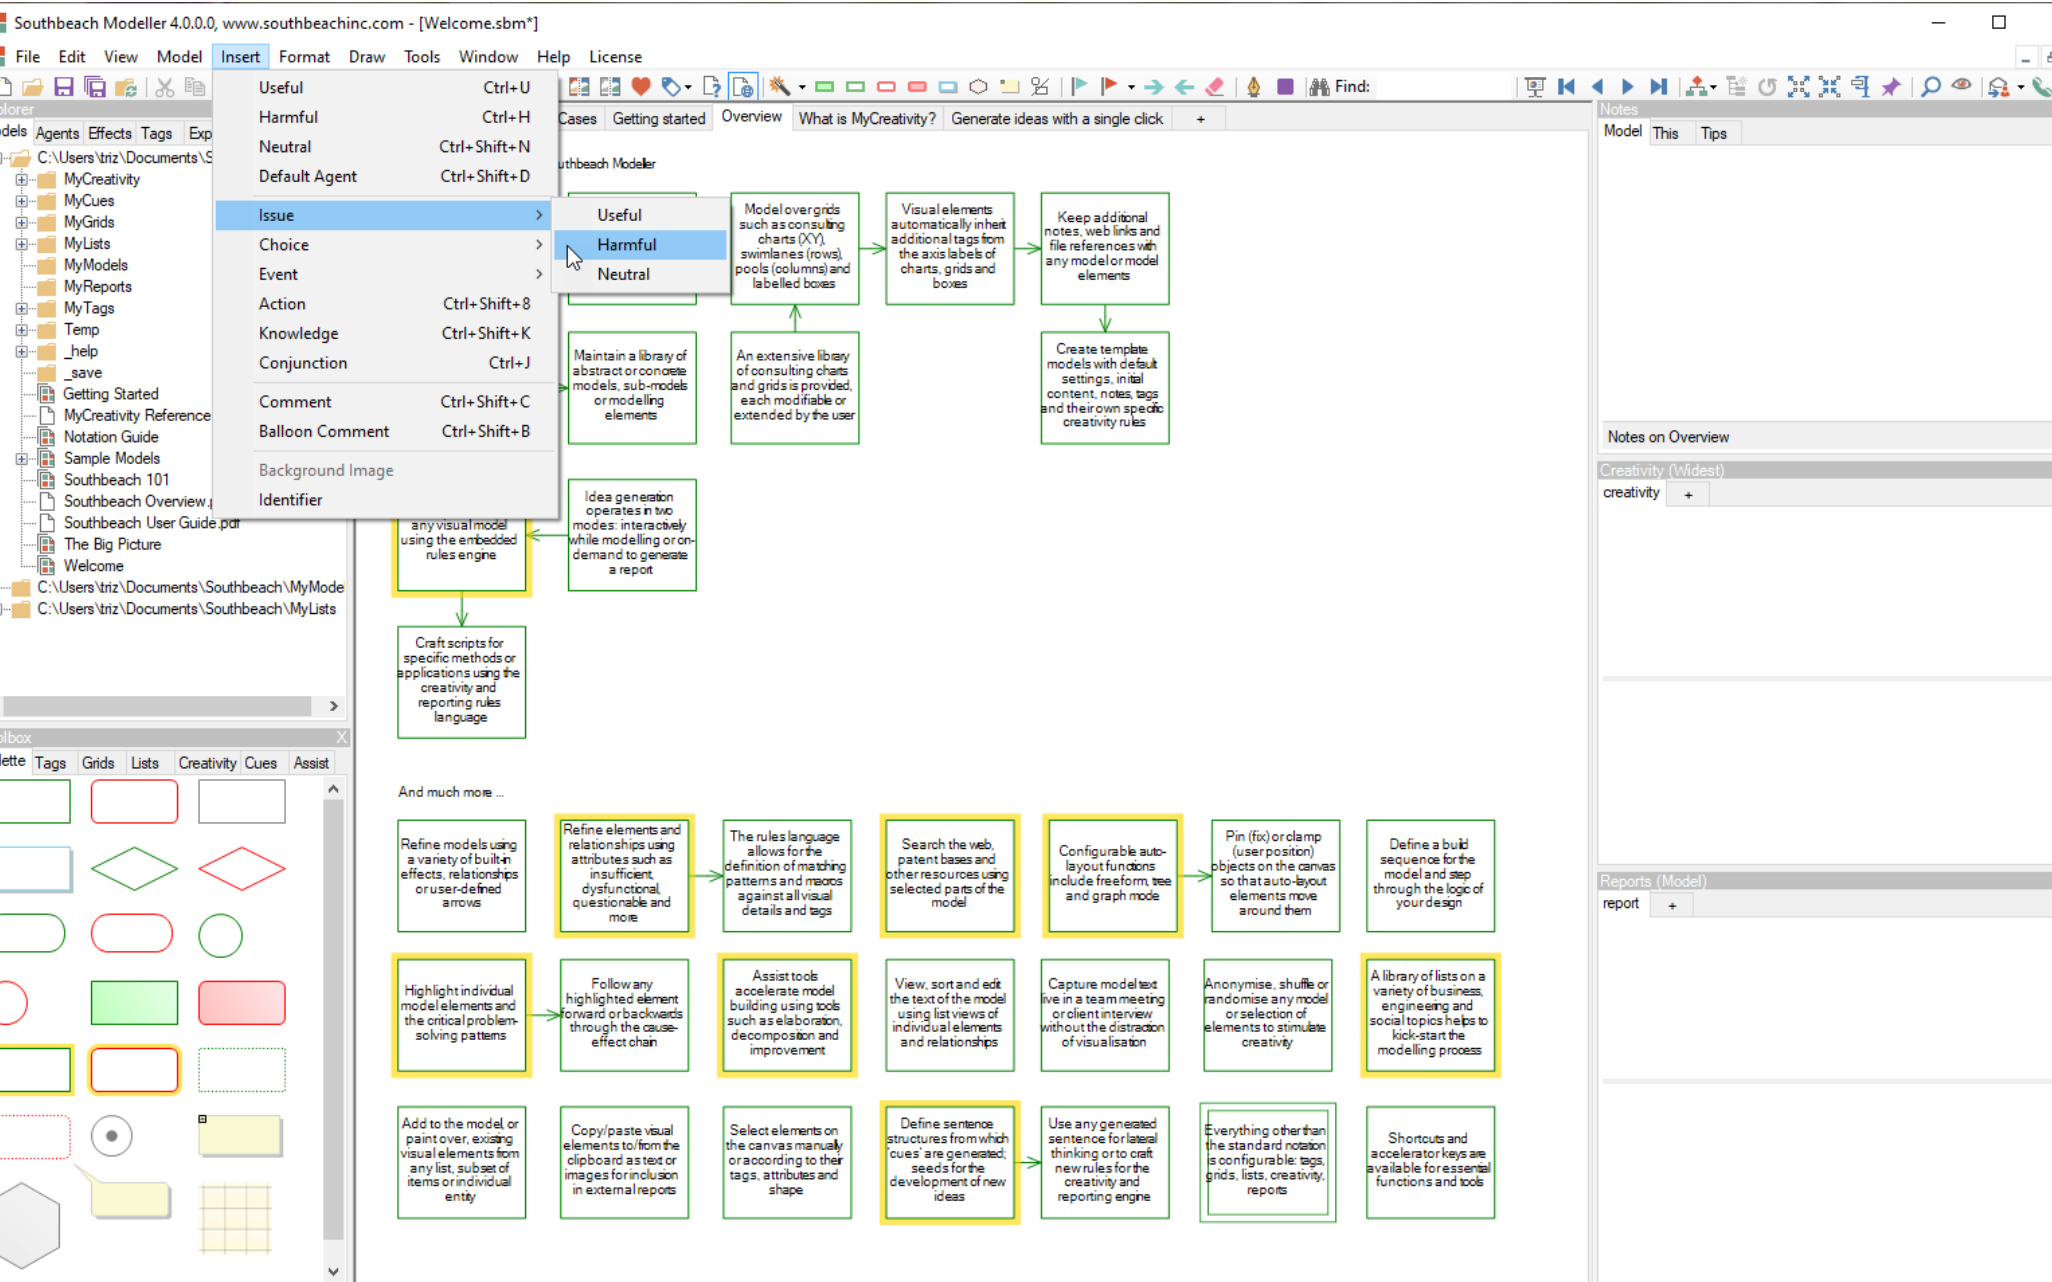 Southbeach Modeller 4.0.0.0, www.southbeachinc.com - [Welcome.sbm*]
File Edit View Model Insert Format Draw Tools Window Help License
Find:
Useful Ctrl+U
Harmful Ctrl+H
Neutral Ctrl+Shift+N
Default Agent Ctrl+Shift+D
Issue
Choice
Event
Action Ctrl+Shift+8
Knowledge Ctrl+Shift+K
Conjunction Ctrl+J
Comment Ctrl+Shift+C
Balloon Comment Ctrl+Shift+B
Background Image
Identifier
Useful
Harmful
Neutral
plorer
dels Agents Effects Tags Exp
C:\Users\triz\Documents\S
MyCreativity
MyCues
MyGrids
MyLists
MyModels
MyReports
MyTags
Temp
_help
_save
Getting Started
MyCreativity Reference
Notation Guide
Sample Models
Southbeach 101
Southbeach Overview.p
Southbeach User Guide.pdf
The Big Picture
Welcome
C:\Users\triz\Documents\Southbeach\MyModel
C:\Users\triz\Documents\Southbeach\MyLists
olbox X
lette Tags Grids Lists Creativity Cues Assist
Cases Getting started Overview What is MyCreativity? Generate ideas with a single click +
uthbeach Modeller
Model over grids
such as consulting
charts (XY),
swimlanes (rows),
pools (columns) and
labelled boxes
Visual elements
automatically inherit
additional tags from
the axis labels of
charts, grids and
boxes
Keep additional
notes, web links and
file references with
any model or model
elements
Maintain a library of
abstract or concrete
models, sub-models
or modelling
elements
An extensive library
of consulting charts
and grids is provided,
each modifiable or
extended by the user
Create template
models with default
settings, initial
content, notes, tags
and their own specific
creativity rules
any visual model
using the embedded
rules engine
Idea generation
operates in two
modes: interactively
while modelling or on-
demand to generate
a report
Craft scripts for
specific methods or
applications using the
creativity and
reporting rules
language
And much more ...
Refine models using
a variety of built-in
effects, relationships
or user-defined
arrows
Refine elements and
relationships using
attributes such as
insufficient,
dysfunctional,
questionable and
more
The rules language
allows for the
definition of matching
patterns and macros
against all visual
details and tags
Search the web,
patent bases and
other resources using
selected parts of the
model
Configurable auto-
layout functions
include freeform, tree
and graph mode
Pin (fix) or clamp
(user position)
objects on the canvas
so that auto-layout
elements move
around them
Define a build
sequence for the
model and step
through the logic of
your design
Highlight individual
model elements and
the critical problem-
solving patterns
Follow any
highlighted element
forward or backwards
through the cause-
effect chain
Assist tools
accelerate model
building using tools
such as elaboration,
decomposition and
improvement
View, sort and edit
the text of the model
using list views of
individual elements
and relationships
Capture model text
live in a team meeting
or client interview
without the distraction
of visualisation
Anonymise, shuffle or
randomise any model
or selection of
elements to stimulate
creativity
A library of lists on a
variety of business,
engineering and
social topics helps to
kick-start the
modelling process
Add to the model, or
paint over, existing
visual elements from
any list, subset of
items or individual
entity
Copy/paste visual
elements to/from the
clipboard as text or
images for inclusion
in external reports
Select elements on
the canvas manually
or according to their
tags, attributes and
shape
Define sentence
structures from which
'cues' are generated;
seeds for the
development of new
ideas
Use any generated
sentence for lateral
thinking or to craft
new rules for the
creativity and
reporting engine
Everything other than
the standard notation
is configurable: tags,
grids, lists, creativity,
reports
Shortcuts and
accelerator keys are
available for essential
functions and tools
Notes
Model This Tips
Notes on Overview
Creativity (Widest)
creativity +
Reports (Model)
report +